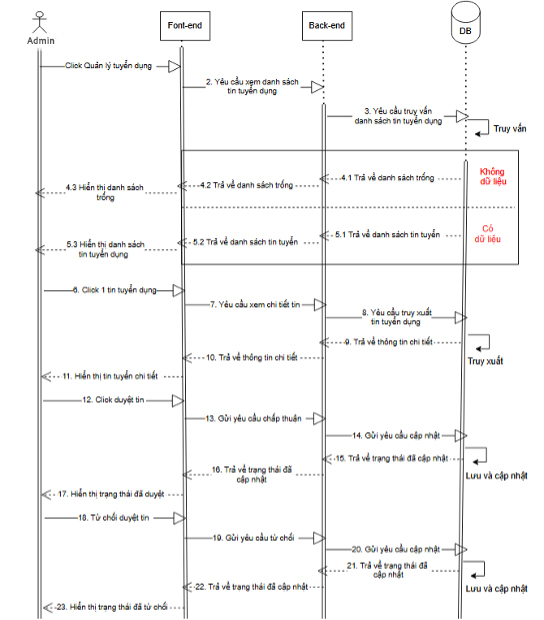 Admin
Font-end
Back-end
DB
Click Quản lý tuyển dụng
2. Yêu cầu xem danh sách
tin tuyển dụng
3. Yêu cầu truy vấn
danh sách tin tuyển dụng
Truy vấn
Không
dữ liệu
4.1 Trả về danh sách trống
4.2 Trả về danh sách trống
4.3 Hiển thị danh sách
trống
Có
dữ liệu
5.1 Trả về danh sách tin tuyển
5.2 Trả về danh sách tin tuyển
5.3 Hiển thị danh sách
tin tuyển dụng
6. Click 1 tin tuyển dụng
7. Yêu cầu xem chi tiết tin
8. Yêu cầu truy xuất
tin tuyển dụng
9. Trả về thông tin chi tiết
Truy xuất
10. Trả về thông tin chi tiết
11. Hiển thị tin tuyển chi tiết
12. Click duyệt tin
13. Gửi yêu cầu chấp thuận
14. Gửi yêu cầu cập nhật
15. Trả về trạng thái đã cập nhật
Lưu và cập nhật
16. Trả về trạng thái đã
cập nhật
17. Hiển thị trạng thái đã duyệt
18. Từ chối duyệt tin
19. Gửi yêu cầu từ chối
20. Gửi yêu cầu cập nhật
21. Trả về trạng thái đã
cập nhật
Lưu và cập nhật
22. Trả về trạng thái đã cập nhật
23. Hiển thị trạng thái đã từ chối